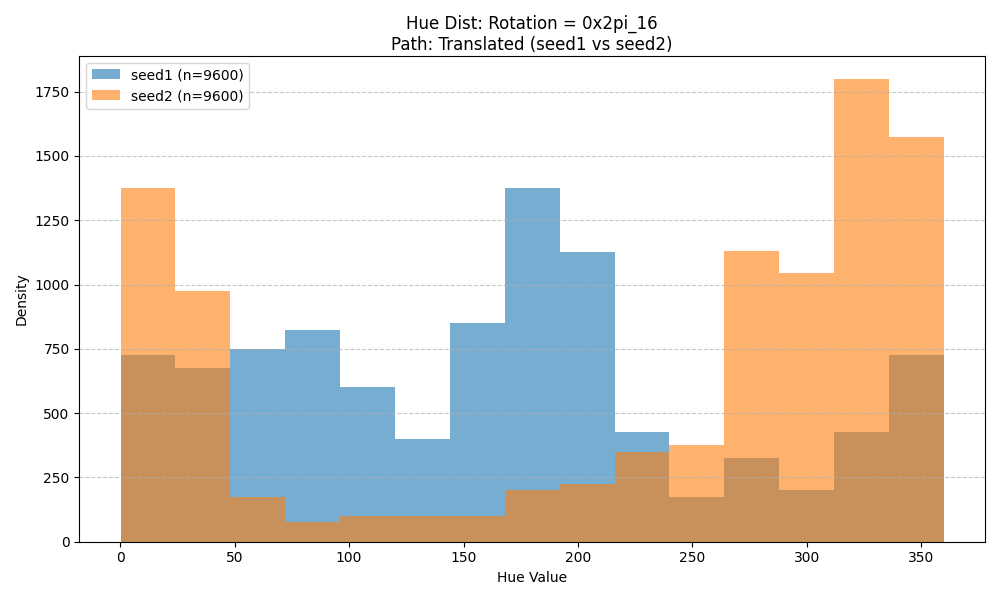 Hue Dist: Rotation = 0x2pi_16
Path: Translated (seed1 vs seed2)
seed1 (n=9600)
seed2 (n=9600)
Density
1750
1500
1250
1000
750
500
250
0
0 50 100 150 200 250 300 350
Hue Value